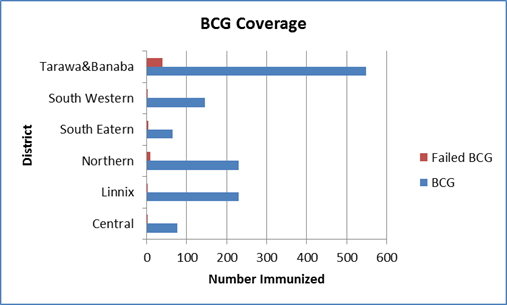 BCG Coverage
Tarawa&Banaba
South Western
South Eatern
Northern
Linnix
Central
District
0 100 200 300 400 500 600
Number Immunized
Failed BCG
BCG